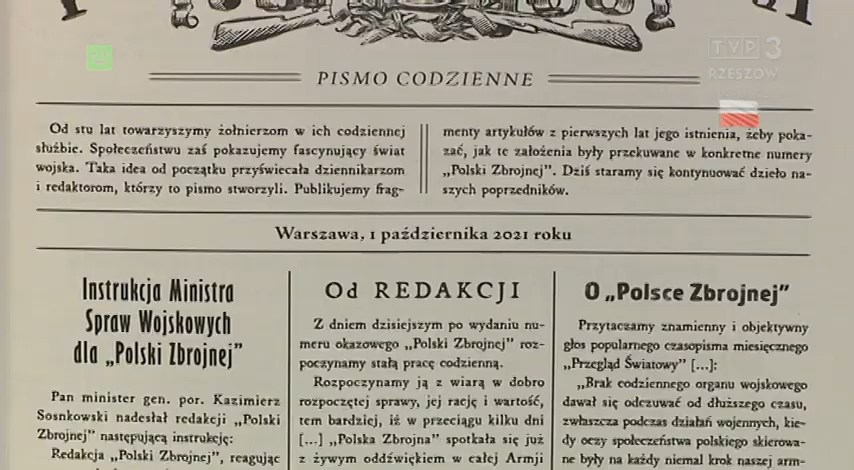 TVP 3
RZESZÓW
PISMO CODZIENNE
Od stu lat towarzyszymy żołnierzom w ich codziennej
służbie. Społeczeństwu zaś pokazujemy fascynujący świat
wojska. Taka idea od początku przyświecała dziennikarzom
i redaktorom, którzy to pismo stworzyli. Publikujemy frag-
menty artykułów z pierwszych lat jego istnienia, żeby poka-
zać, jak te założenia były przekuwane w konkretne numery
„Polski Zbrojnej”. Dziś staramy się kontynuować dzieło na-
szych poprzedników.
Warszawa, 1 października 2021 roku
Instrukcja Ministra
Spraw Wojskowych
dla „Polski Zbrojnej”
Pan minister gen. por. Kazimierz
Sosnkowski nadesłał redakcji „Polski
Zbrojnej” następującą instrukcję:
Redakcja „Polski Zbrojnej”, reagując
Od REDAKCJI
Z dniem dzisiejszym po wydaniu nu-
meru okazowego „Polski Zbrojnej” roz-
poczynamy stałą pracę codzienną.
Rozpoczynamy ją z wiarą w dobro
rozpoczętej sprawy, jej rację i wartość,
tem bardziej, iż w przeciągu kilku dni
[...] „Polska Zbrojna” spotkała się już
z żywym oddźwiękiem w całej Armji
O „Polsce Zbrojnej”
Przytaczamy znamienny i objektywny
głos popularnego czasopisma miesięcznego
„Przegląd Światowy” [...]:
„Brak codziennego organu wojskowego
dawał się odczuwać od dłuższego czasu,
zwłaszcza podczas działań wojennych, kie-
dy oczy społeczeństwa polskiego skierowa-
ne były na każdy niemal krok naszej arm-